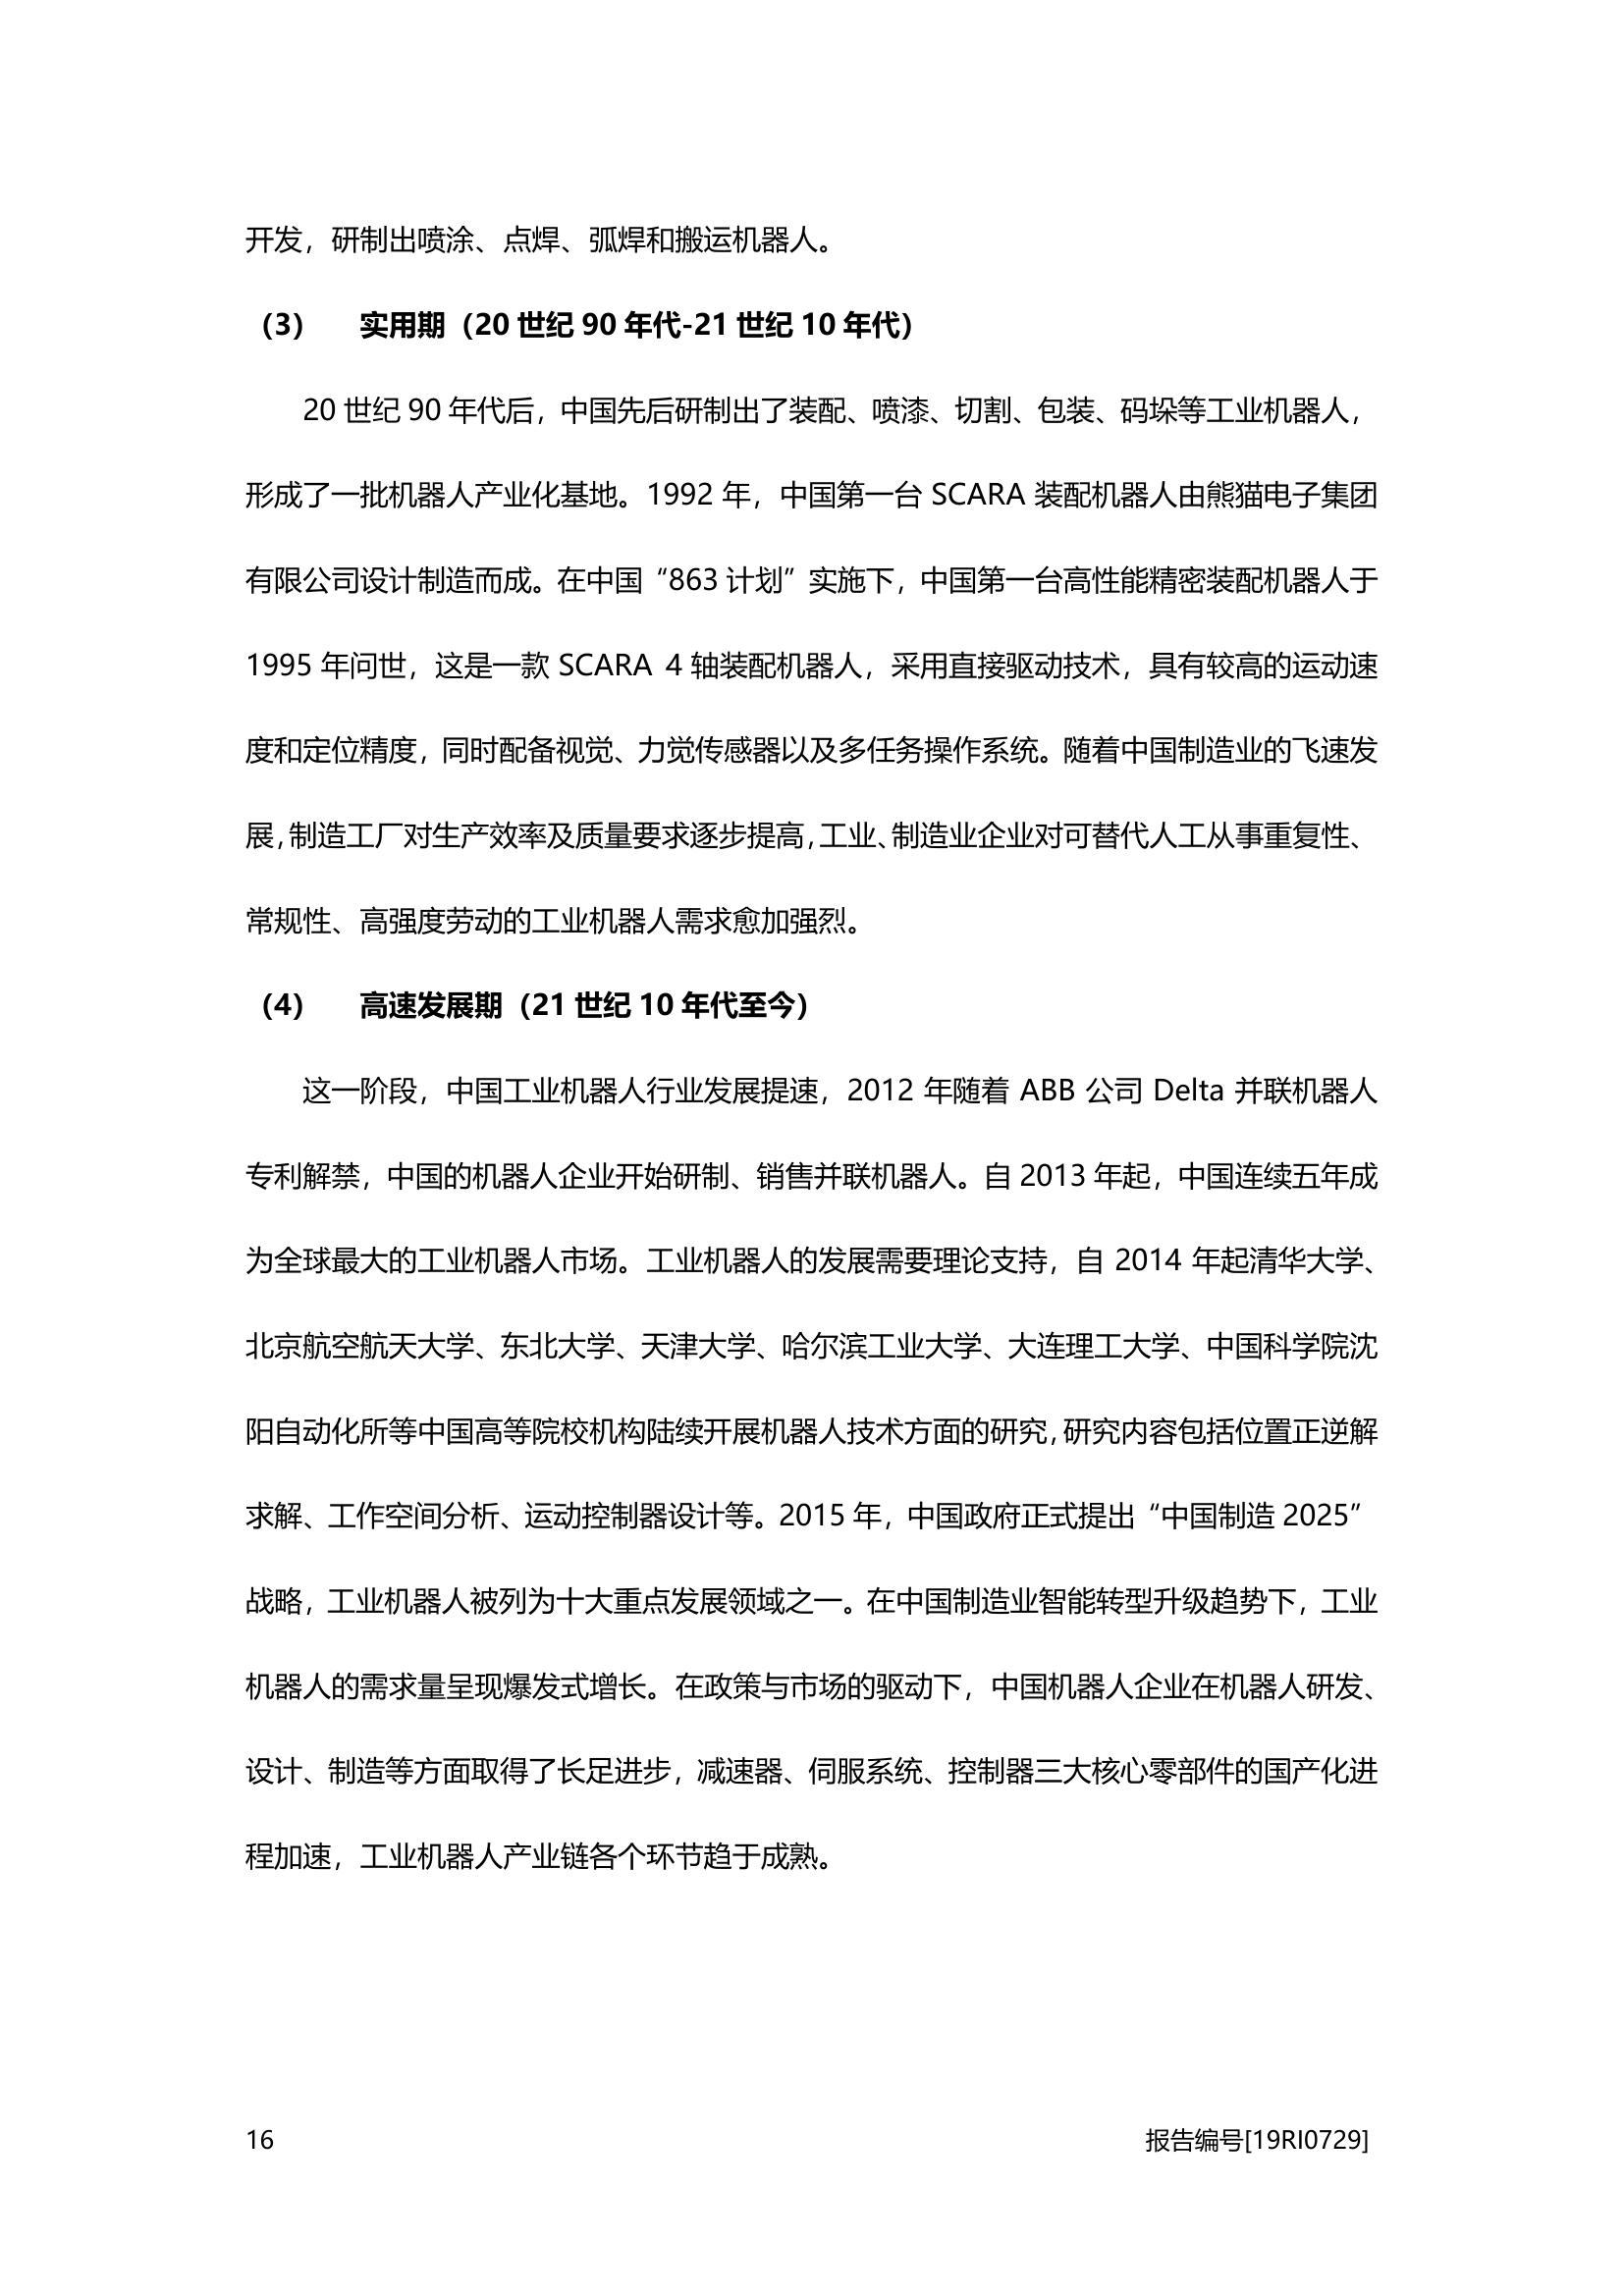 开发，研制出喷涂、点焊、弧焊和搬运机器人。
（3） 实用期（20 世纪 90 年代-21 世纪 10 年代）
20 世纪 90 年代后，中国先后研制出了装配、喷漆、切割、包装、码垛等工业机器人，
形成了一批机器人产业化基地。1992 年，中国第一台 SCARA 装配机器人由熊猫电子集团
有限公司设计制造而成。在中国“863 计划”实施下，中国第一台高性能精密装配机器人于
1995 年问世，这是一款 SCARA 4 轴装配机器人，采用直接驱动技术，具有较高的运动速
度和定位精度，同时配备视觉、力觉传感器以及多任务操作系统。随着中国制造业的飞速发
展，制造工厂对生产效率及质量要求逐步提高，工业、制造业企业对可替代人工从事重复性、
常规性、高强度劳动的工业机器人需求愈加强烈。
（4） 高速发展期（21 世纪 10 年代至今）
这一阶段，中国工业机器人行业发展提速，2012 年随着 ABB 公司 Delta 并联机器人
专利解禁，中国的机器人企业开始研制、销售并联机器人。自 2013 年起，中国连续五年成
为全球最大的工业机器人市场。工业机器人的发展需要理论支持，自 2014 年起清华大学、
北京航空航天大学、东北大学、天津大学、哈尔滨工业大学、大连理工大学、中国科学院沈
阳自动化所等中国高等院校机构陆续开展机器人技术方面的研究，研究内容包括位置正逆解
求解、工作空间分析、运动控制器设计等。2015 年，中国政府正式提出“中国制造 2025”
战略，工业机器人被列为十大重点发展领域之一。在中国制造业智能转型升级趋势下，工业
机器人的需求量呈现爆发式增长。在政策与市场的驱动下，中国机器人企业在机器人研发、
设计、制造等方面取得了长足进步，减速器、伺服系统、控制器三大核心零部件的国产化进
程加速，工业机器人产业链各个环节趋于成熟。
16 报告编号[19RI0729]